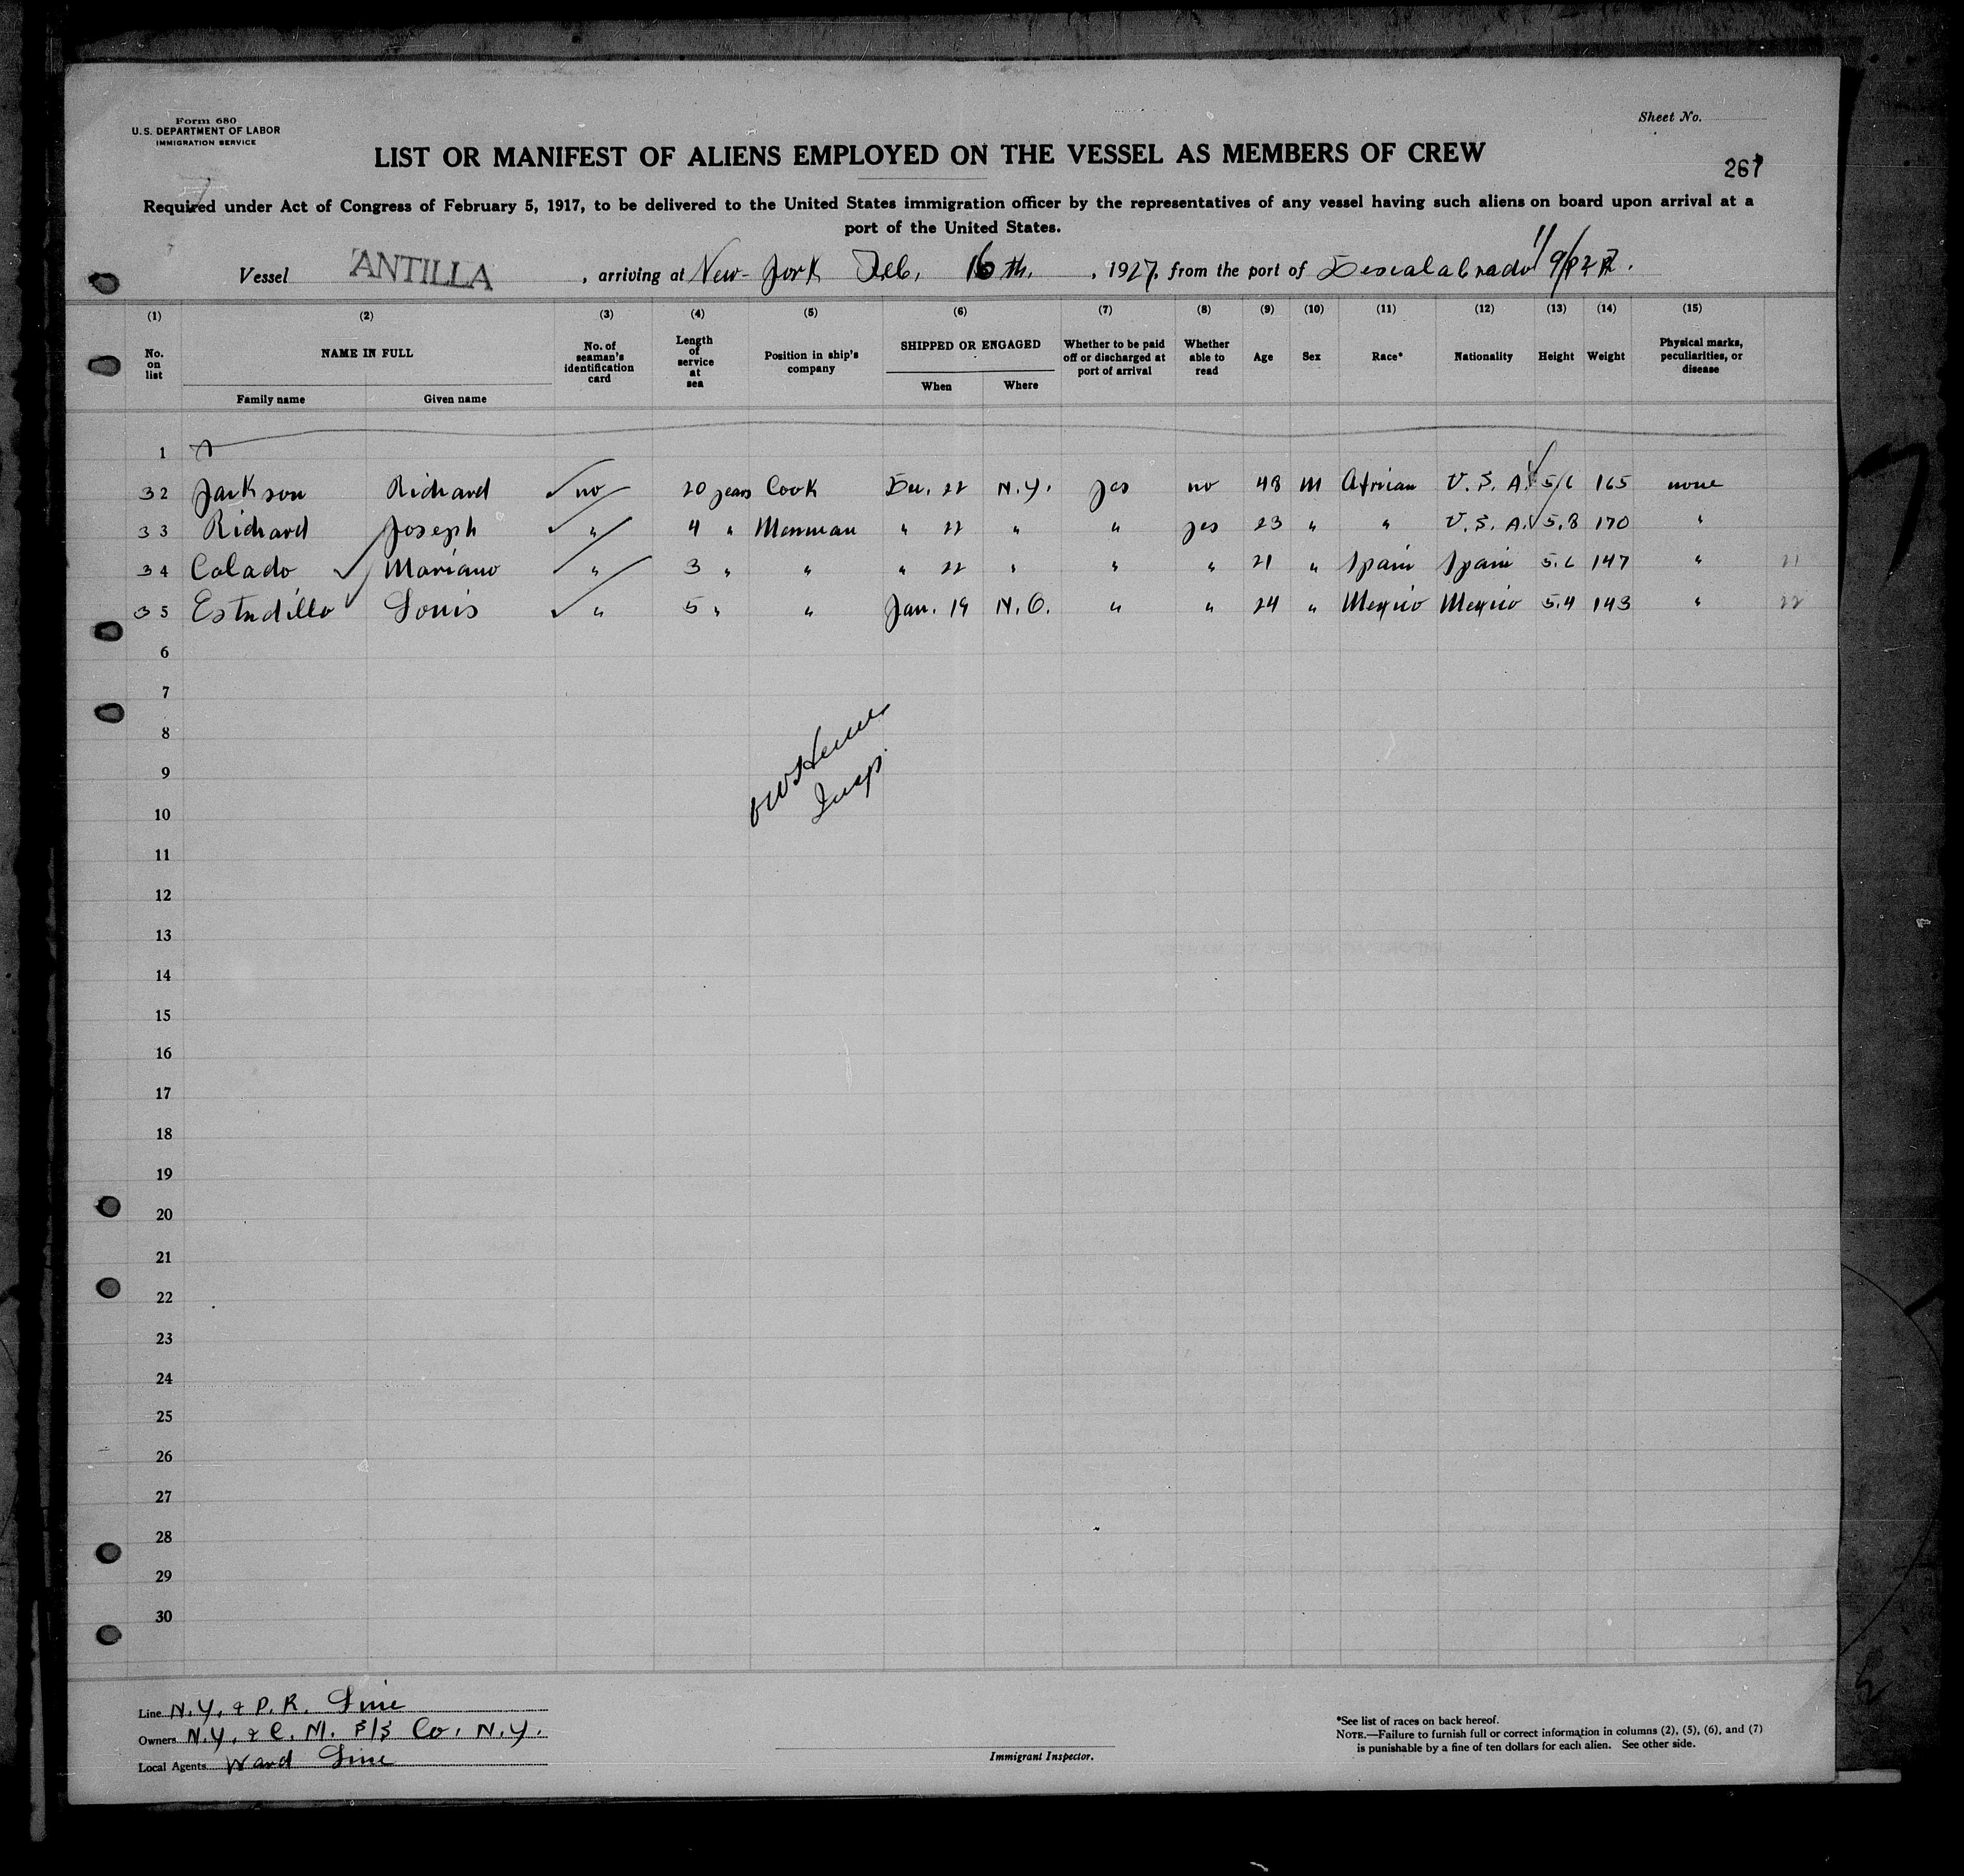 Form 680
U.S. DEPARTMENT OF LABOR
IMMIGRATION SERVICE
Sheet No.
LIST OR MANIFEST OF ALIENS EMPLOYED ON THE VESSEL AS MEMBERS OF CREW
267
Required under Act of Congress of February 5, 1917, to be delivered to the United States immigration officer by the representatives of any vessel having such aliens on board upon arrival at a
port of the United States.
Vessel ANTILLA, arriving at New-York Feb. 16th, 1927, from the port of
(1) (2) (3) (4) (5) (6) (7) (8) (9) (10) (11) (12) (13) (14) (15)
No. on list NAME IN FULL Family name Given name No. of seaman's identification card Length of service at sea Position in ship's company SHIPPED OR ENGAGED When Where Whether to be paid off or discharged at port of arrival Whether able to read Age Sex Race* Nationality Height Weight Physical marks, peculiarities, or disease
1
32 Jackson Richard no 20 years Cook Dec. 22 N.Y. yes no 48 M African U.S.A. 5/6 165 none
33 Richard Joseph " 4 " Messman " 22 " " yes 23 " " U.S.A. 5.8 170 "
34 Colado Mariano " 3 " " " 22 " " " 21 " Spain Spain 5.6 147 " 21
35 Estudillo Louis " 5 " " Jan. 19 N.O. " " 24 " Mexico Mexico 5.4 143 " 22
6
7
8
9
10
Insp.
11
12
13
14
15
16
17
18
19
20
21
22
23
24
25
26
27
28
29
30
Line N.Y. & P.R. Line
Owners N.Y. & C. M. S/S Co. N.Y.
Local Agents Ward Line
Immigrant Inspector.
*See list of races on back hereof.
NOTE.—Failure to furnish full or correct information in columns (2), (5), (6), and (7)
is punishable by a fine of ten dollars for each alien. See other side.